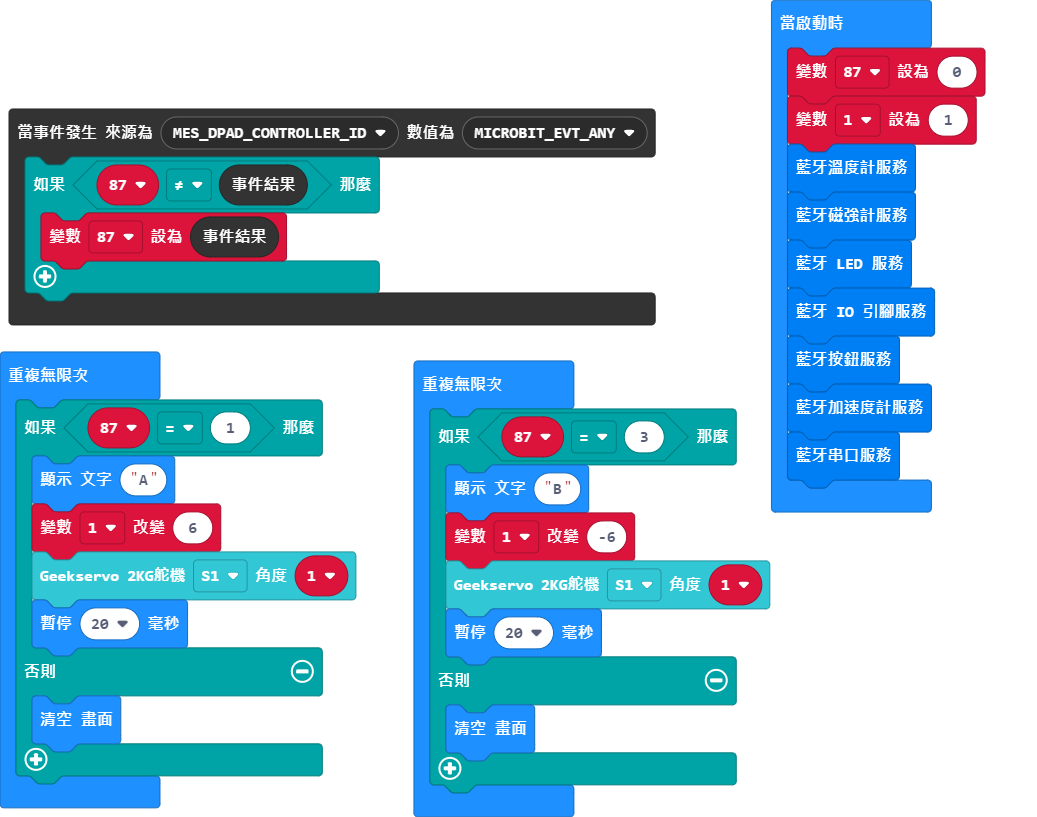 當啟動時
變數 87 設為 0
變數 1 設為 1
藍牙溫度計服務
藍牙磁強計服務
藍牙 LED 服務
藍牙 IO 引腳服務
藍牙按鈕服務
藍牙加速度計服務
藍牙串口服務
當事件發生 來源為 MES_DPAD_CONTROLLER_ID 數值為 MICROBIT_EVT_ANY
如果 87 ≠ 事件結果 那麼
變數 87 設為 事件結果
重複無限次
如果 87 = 1 那麼
顯示 文字 "A"
變數 1 改變 6
Geekservo 2KG舵機 S1 角度 1
暫停 20 毫秒
否則
清空 畫面
重複無限次
如果 87 = 3 那麼
顯示 文字 "B"
變數 1 改變 -6
Geekservo 2KG舵機 S1 角度 1
暫停 20 毫秒
否則
清空 畫面